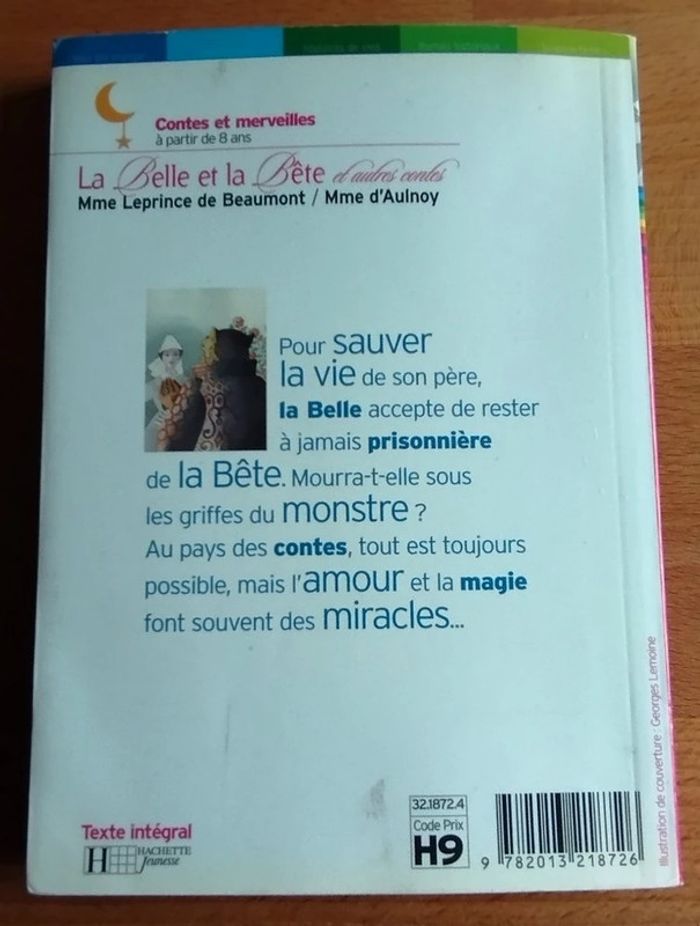 Contes et merveilles
à partir de 8 ans
La Belle et la Bête et autres contes
Mme Leprince de Beaumont / Mme d'Aulnoy
Pour sauver
la vie de son père,
la Belle accepte de rester
à jamais prisonnière
de la Bête. Mourra-t-elle sous
les griffes du monstre ?
Au pays des contes, tout est toujours
possible, mais l'amour et la magie
font souvent des miracles...
Illustration de couverture : Georges Lemoine
Texte intégral
H HACHETTE
Jeunesse
32.1872.4
Code Prix
H9
9 782013 218726